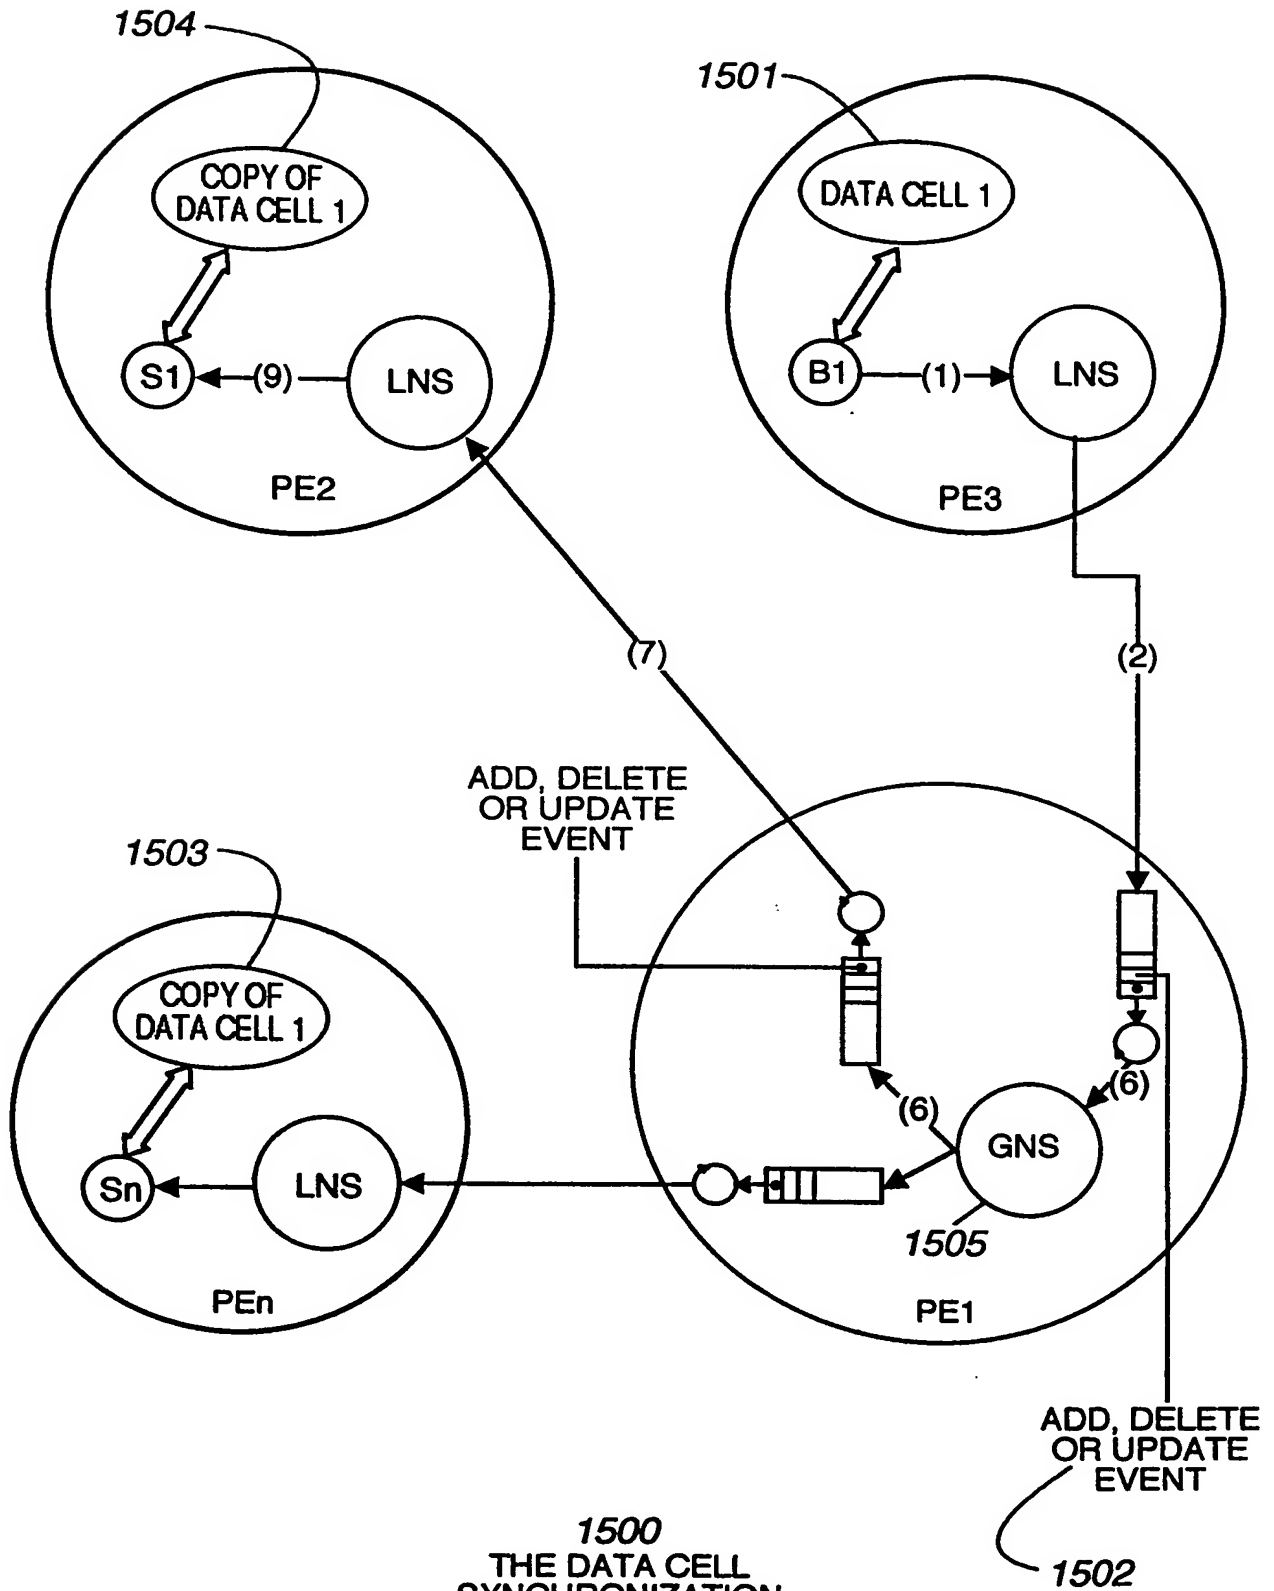 1504
1501
COPY OF
DATA CELL 1
DATA CELL 1
S1
(9)
LNS
B1
(1)
LNS
PE2
PE3
(7)
(2)
ADD, DELETE
OR UPDATE
EVENT
1503
COPY OF
DATA CELL 1
(6)
(6)
GNS
Sn
LNS
1505
PEn
PE1
ADD, DELETE
OR UPDATE
EVENT
1500
THE DATA CELL
SYNCHRONIZATION
1502